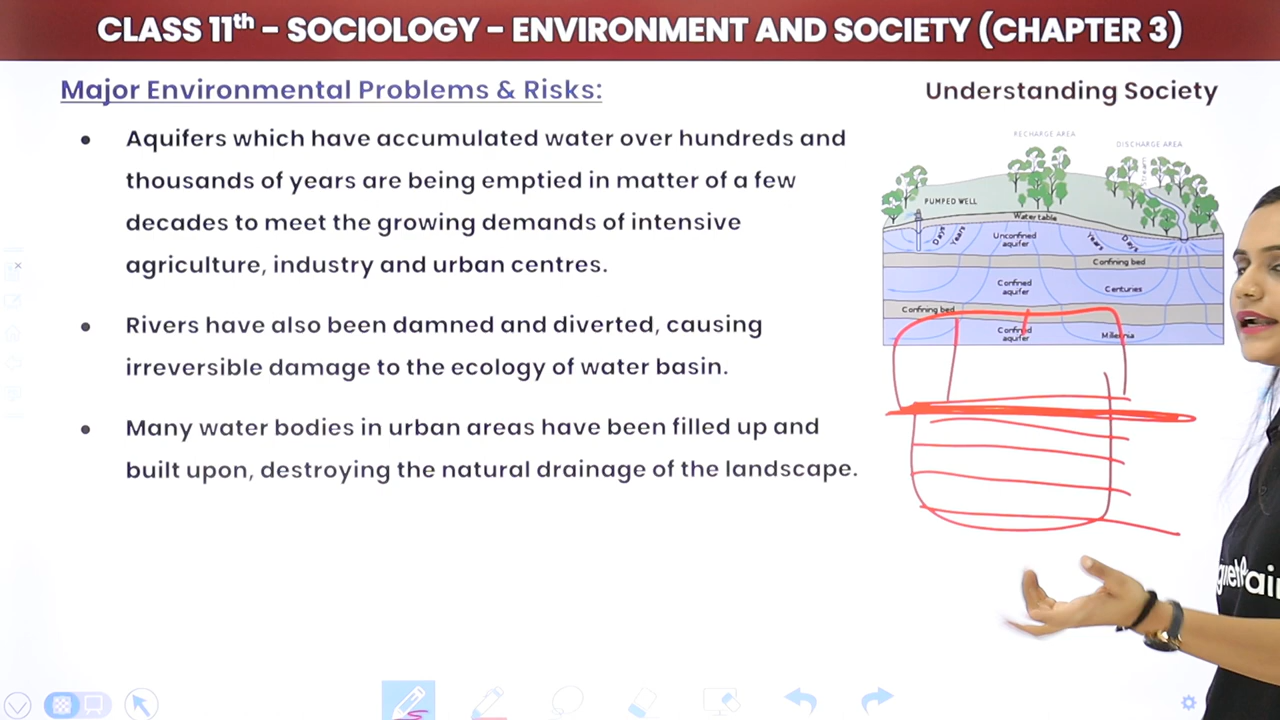 CLASS 11th - SOCIOLOGY - ENVIRONMENT AND SOCIETY (CHAPTER 3)
Major Environmental Problems & Risks:
Understanding Society
• Aquifers which have accumulated water over hundreds and
thousands of years are being emptied in matter of a few
decades to meet the growing demands of intensive
agriculture, industry and urban centres.
• Rivers have also been damned and diverted, causing
irreversible damage to the ecology of water basin.
• Many water bodies in urban areas have been filled up and
built upon, destroying the natural drainage of the landscape.
RECHARGE AREA
DISCHARGE AREA
Stream
PUMPED WELL
Water table
Days
Years
Unconfined
aquifer
Years
Days
Confining bed
Confined
aquifer
Centuries
Confining bed
Confined
aquifer
Millennia